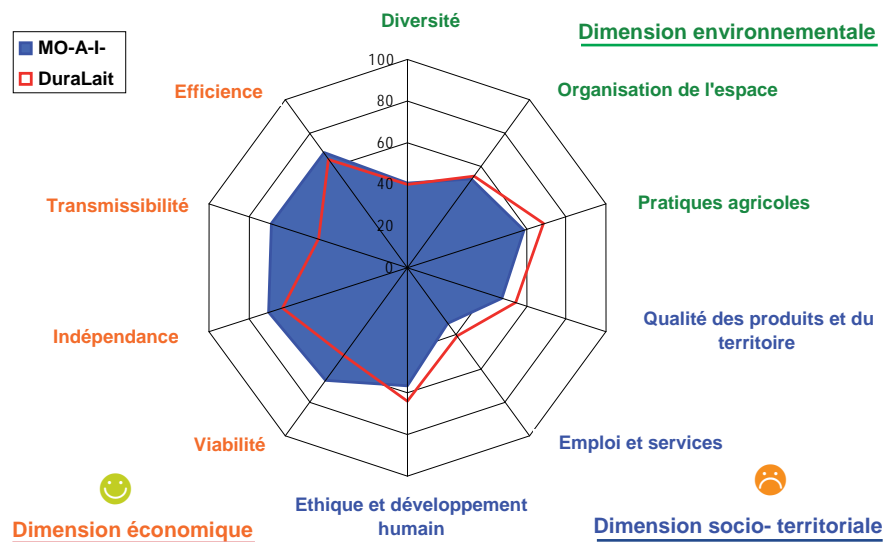 Diversité
Dimension environnementale
MO-A-I-
DuraLait
100
80
60
40
20
0
Efficience
Organisation de l'espace
Transmissibilité
Pratiques agricoles
Indépendance
Qualité des produits et du
territoire
Viabilité
Emploi et services
Ethique et développement
humain
Dimension économique
Dimension socio- territoriale